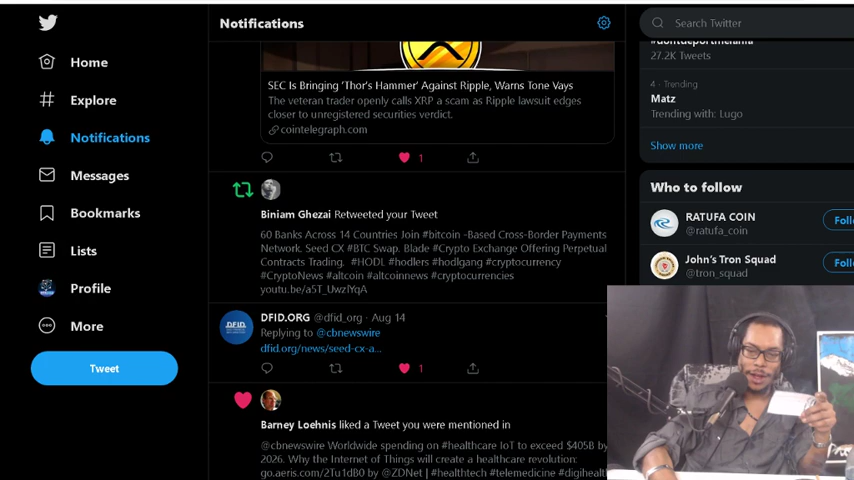 Home
Explore
Notifications
Messages
Bookmarks
Lists
Profile
More
Tweet
Notifications
SEC Is Bringing 'Thor's Hammer' Against Ripple, Warns Tone Vays
The veteran trader openly calls XRP a scam as Ripple lawsuit edges
closer to unregistered securities verdict.
cointelegraph.com
1
Biniam Ghezai Retweeted your Tweet
60 Banks Across 14 Countries Join #bitcoin -Based Cross-Border Payments
Network. Seed CX #BTC Swap. Blade #Crypto Exchange Offering Perpetual
Contracts Trading. #HODL #hodlers #hodlgang #cryptocurrency
#CryptoNews #altcoin #altcoinnews #cryptocurrencies
youtu.be/a5T_UwzlYqA
DFID.ORG @dfid_org · Aug 14
Replying to @cbnewswire
dfid.org/news/seed-cx-a...
1
Barney Loehnis liked a Tweet you were mentioned in
@cbnewswire Worldwide spending on #healthcare IoT to exceed $405B by
2026. Why the Internet of Things will create a healthcare revolution:
go.aeris.com/2Tu1dB0 by @ZDNet | #healthtech #telemedicine #digihealth
Search Twitter
27.2K Tweets
4 · Trending
Matz
Trending with: Lugo
Show more
Who to follow
RATUFA COIN
@ratufa_coin
Foll
John's Tron Squad
@tron_squad
Foll